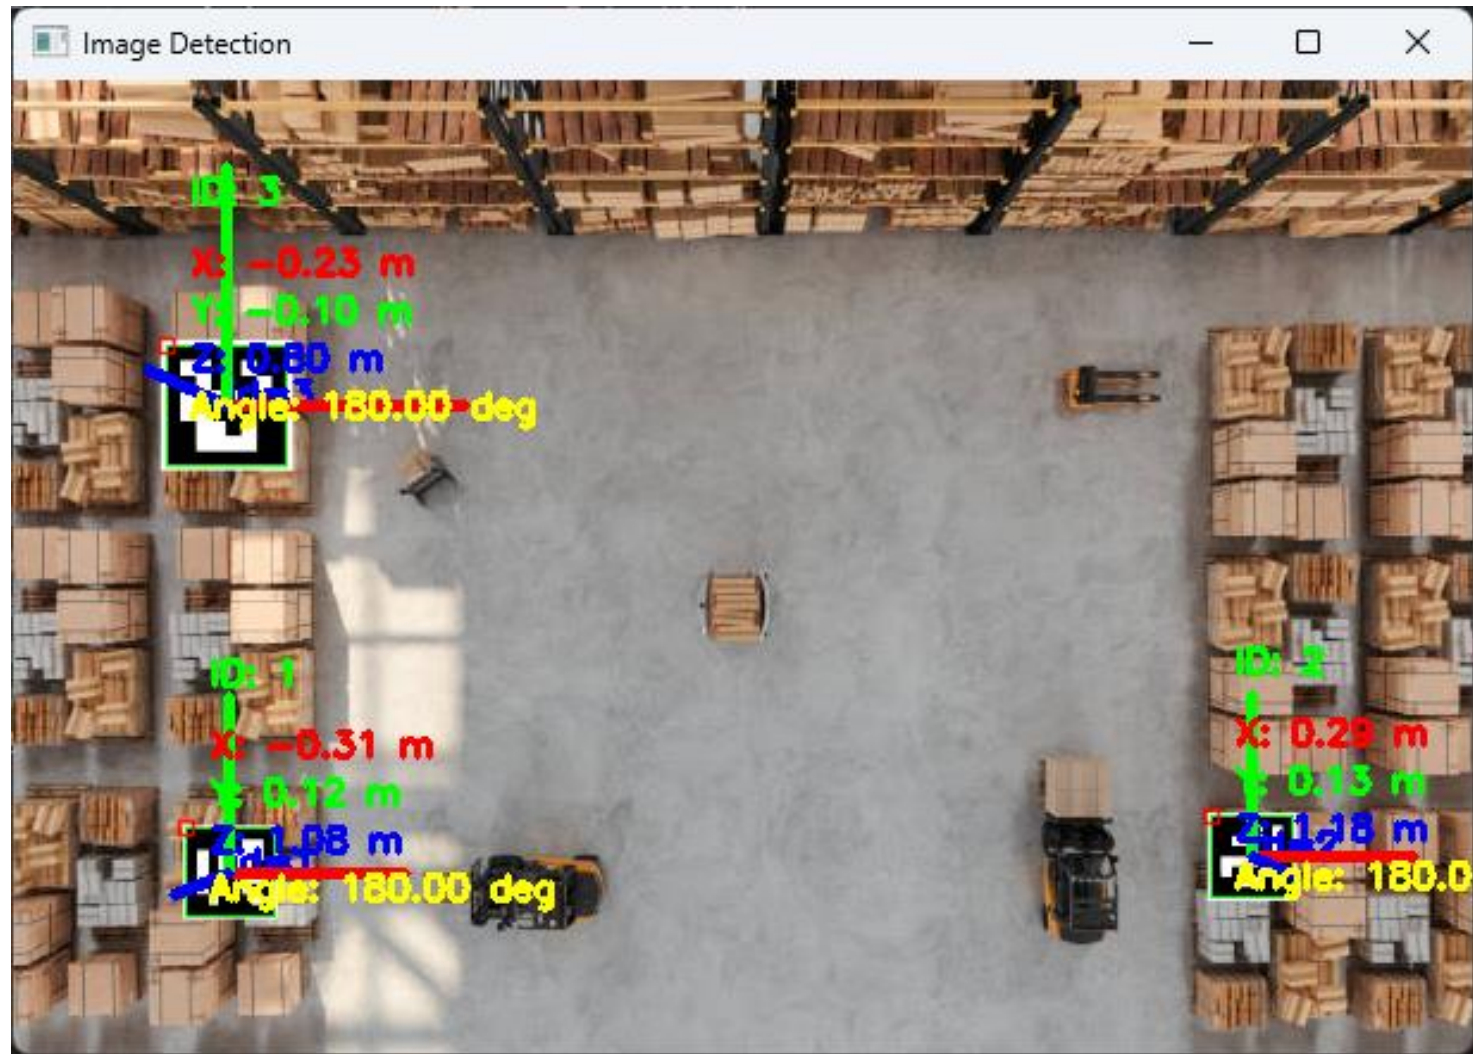 Image Detection
ID: 3
X: -0.23 m
Y: -0.10 m
Z: 0.80 m
Angle: 180.00 deg
ID: 1
X: -0.31 m
Y: 0.12 m
Z: 1.08 m
Angle: 180.00 deg
ID: 2
X: 0.29 m
Y: 0.13 m
Z: 1.18 m
Angle: 180.0